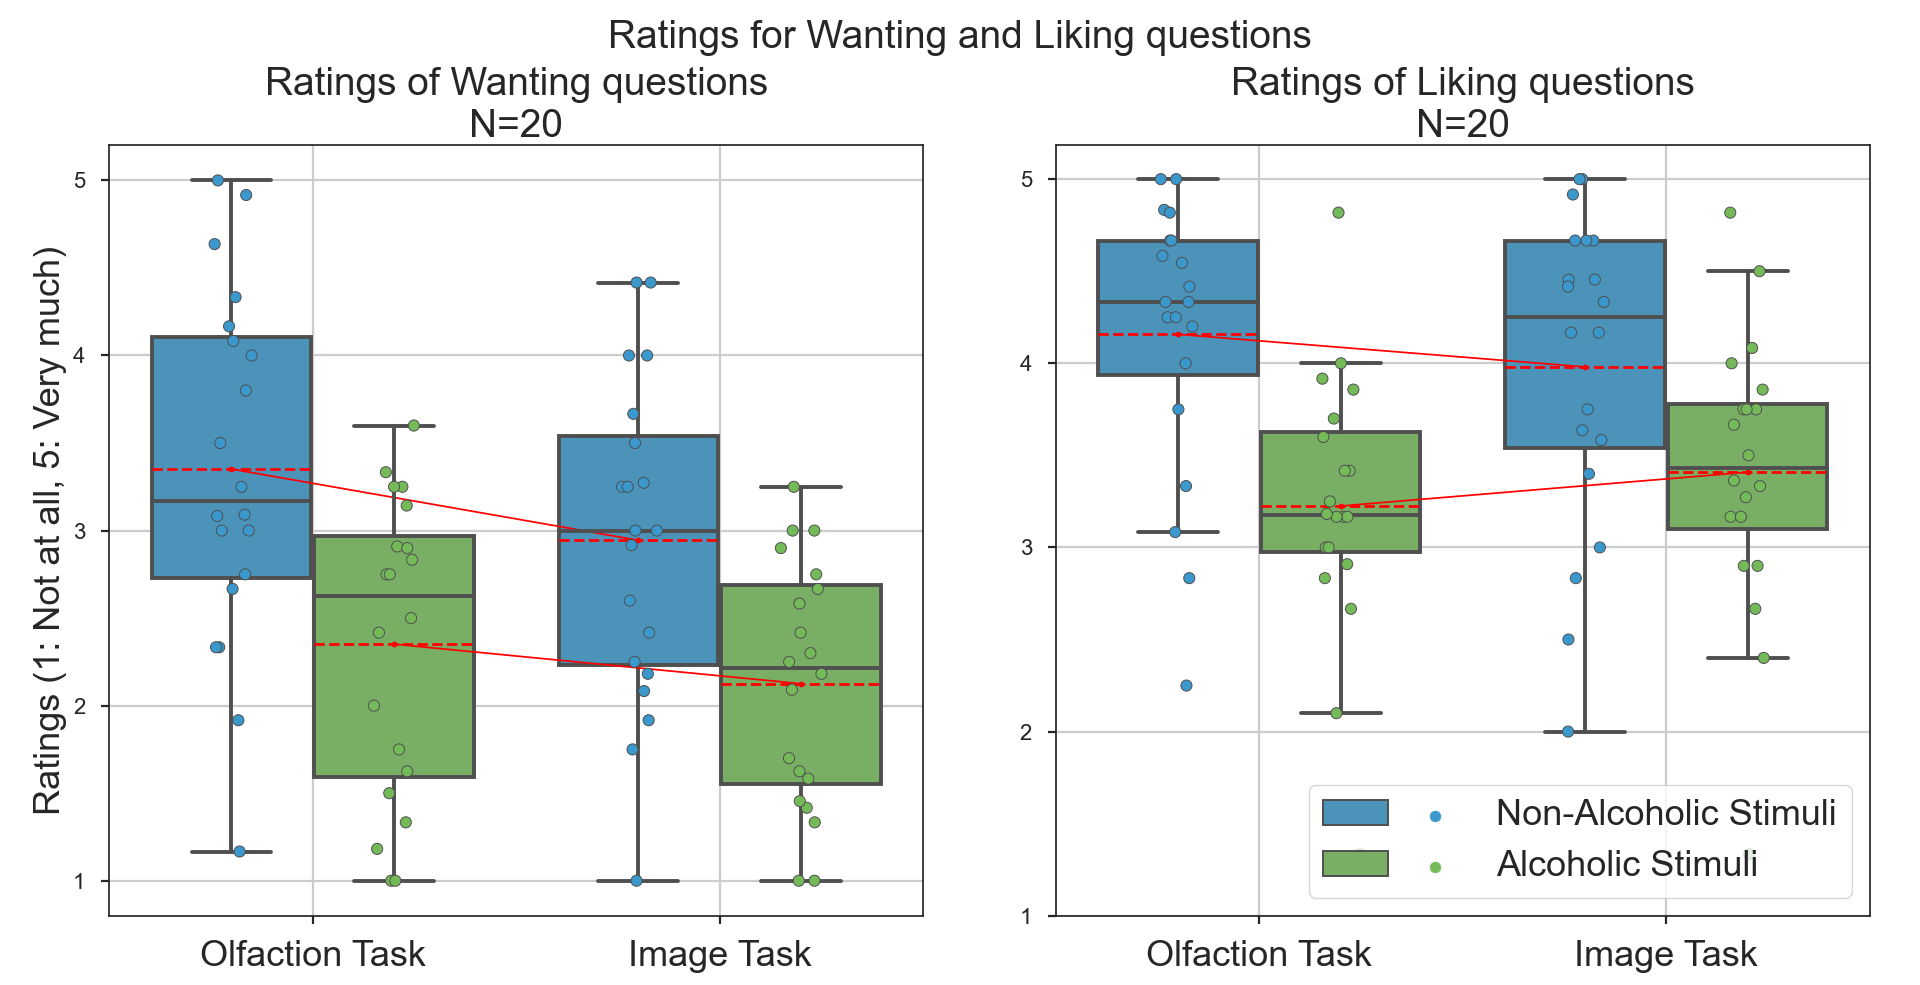 Ratings for Wanting and Liking questions
Ratings of Wanting questions
N=20
Ratings (1: Not at all, 5: Very much)
5
4
3
2
1
Olfaction Task
Image Task
Ratings of Liking questions
N=20
5
4
3
2
1
Non-Alcoholic Stimuli
Alcoholic Stimuli
Olfaction Task
Image Task